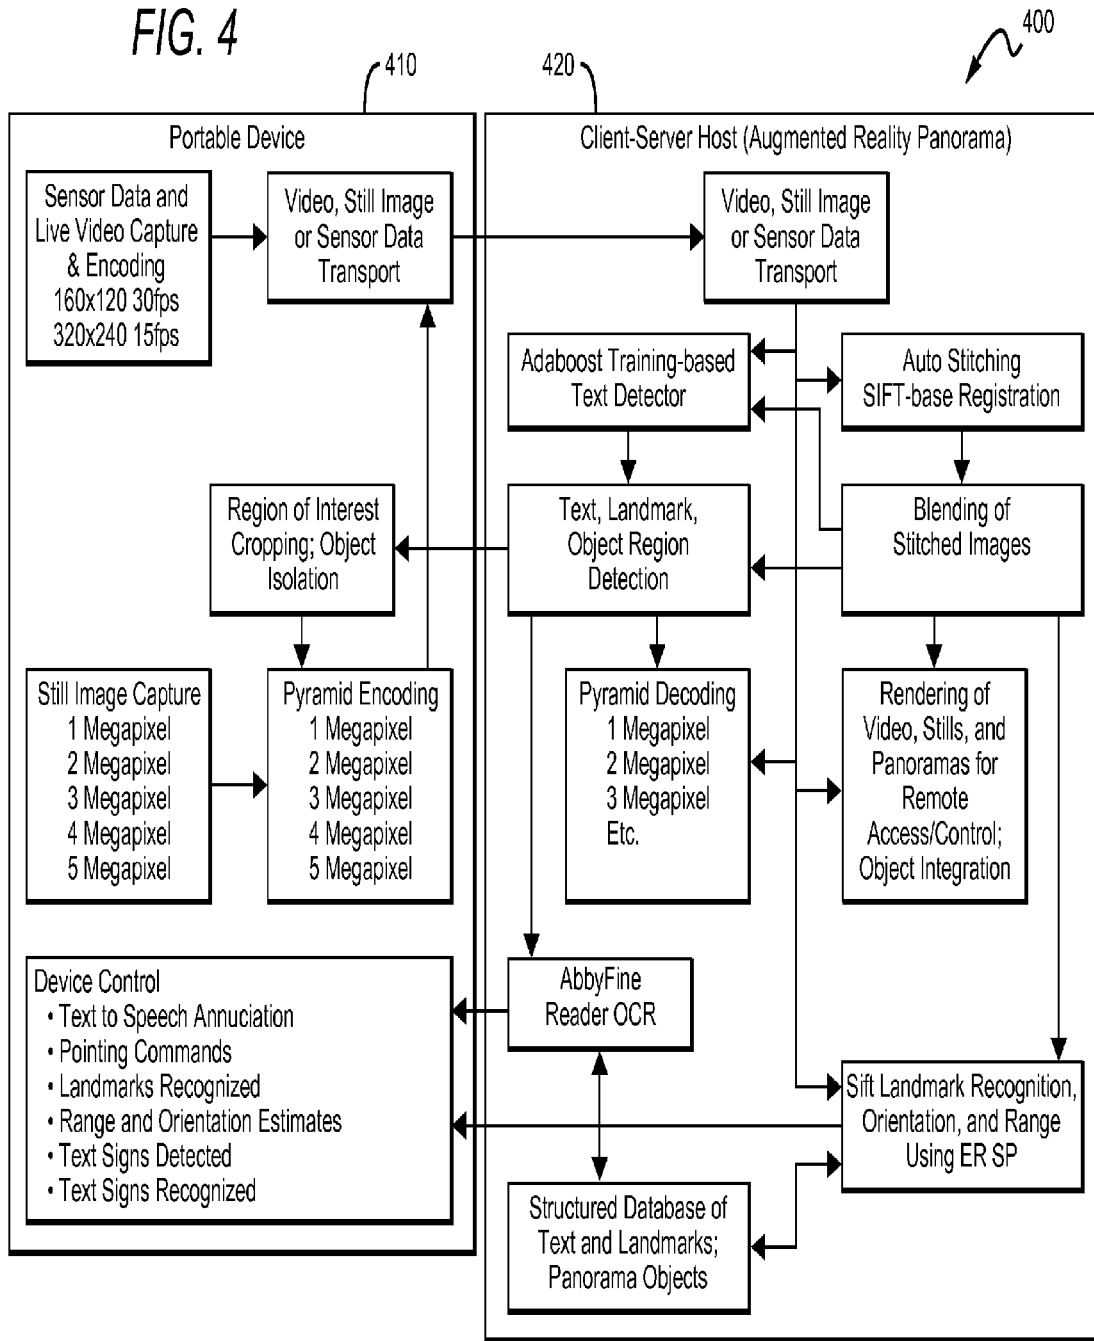 FIG. 4
400
410
420
Portable Device
Sensor Data and
Live Video Capture
& Encoding
160x120 30fps
320x240 15fps
Video, Still Image
or Sensor Data
Transport
Region of Interest
Cropping; Object
Isolation
Still Image Capture
1 Megapixel
2 Megapixel
3 Megapixel
4 Megapixel
5 Megapixel
Pyramid Encoding
1 Megapixel
2 Megapixel
3 Megapixel
4 Megapixel
5 Megapixel
Device Control
• Text to Speech Annuciation
• Pointing Commands
• Landmarks Recognized
• Range and Orientation Estimates
• Text Signs Detected
• Text Signs Recognized
Client-Server Host (Augmented Reality Panorama)
Video, Still Image
or Sensor Data
Transport
Adaboost Training-based
Text Detector
Auto Stitching
SIFT-base Registration
Text, Landmark,
Object Region
Detection
Blending of
Stitched Images
Pyramid Decoding
1 Megapixel
2 Megapixel
3 Megapixel
Etc.
Rendering of
Video, Stills, and
Panoramas for
Remote
Access/Control;
Object Integration
AbbyFine
Reader OCR
Sift Landmark Recognition,
Orientation, and Range
Using ER SP
Structured Database of
Text and Landmarks;
Panorama Objects